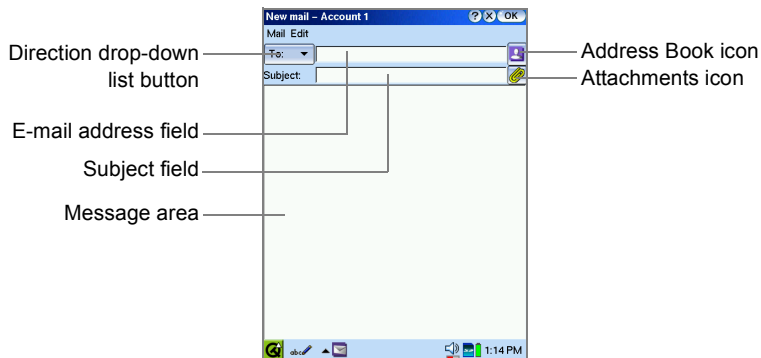 New mail – Account 1 ? X OK
Mail Edit
Direction drop-down
list button
To:
Address Book icon
Subject:
Attachments icon
E-mail address field
Subject field
Message area
abc 1:14 PM